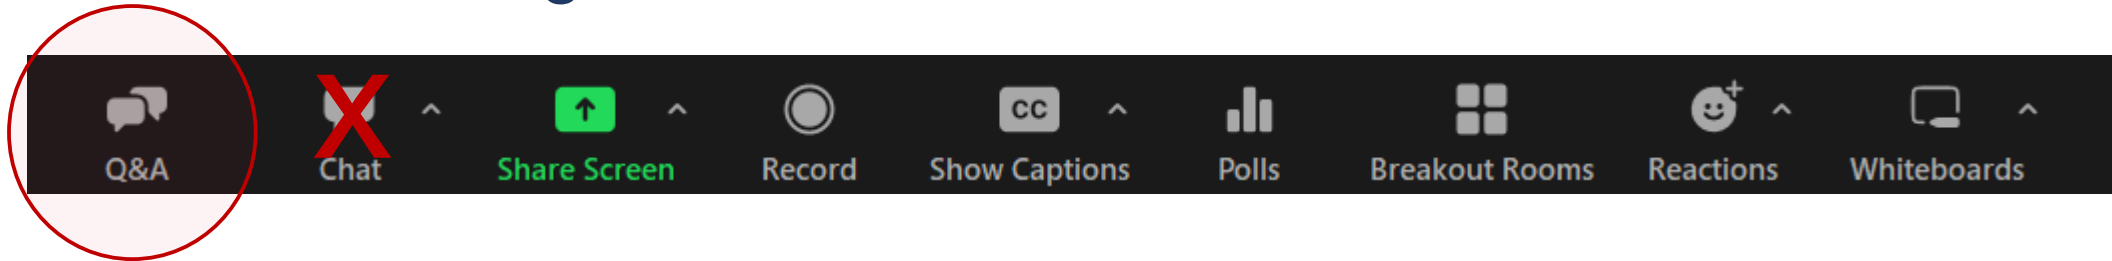 Q&A
X
Chat
Share Screen
CC
Record
Show Captions
Polls
Breakout Rooms
Reactions
Whiteboards